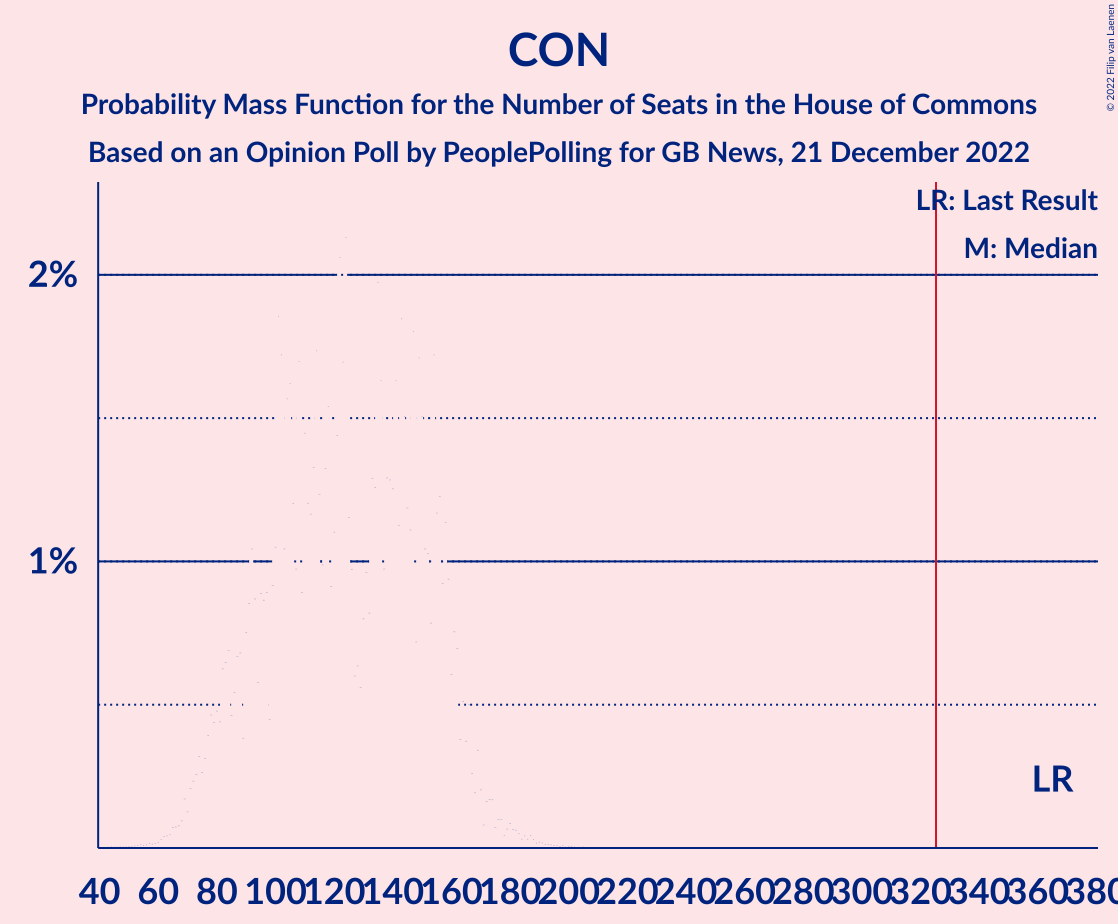 CON
Probability Mass Function for the Number of Seats in the House of Commons
Based on an Opinion Poll by PeoplePolling for GB News, 21 December 2022
© 2022 Filip van Laenen
LR: Last Result
M: Median
2%
1%
LR
40 60 80 100 120 140 160 180 200 220 240 260 280 300 320 340 360 380